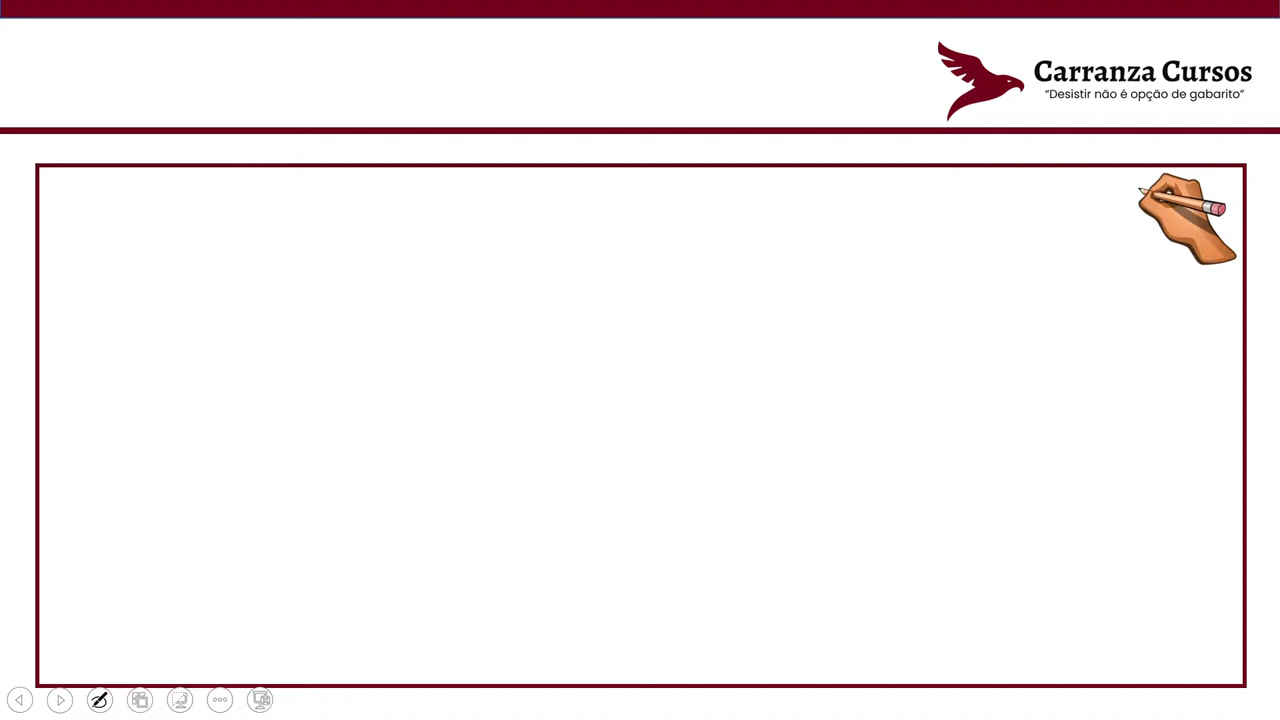 Carranza Cursos
“Desistir não é opção de gabarito”